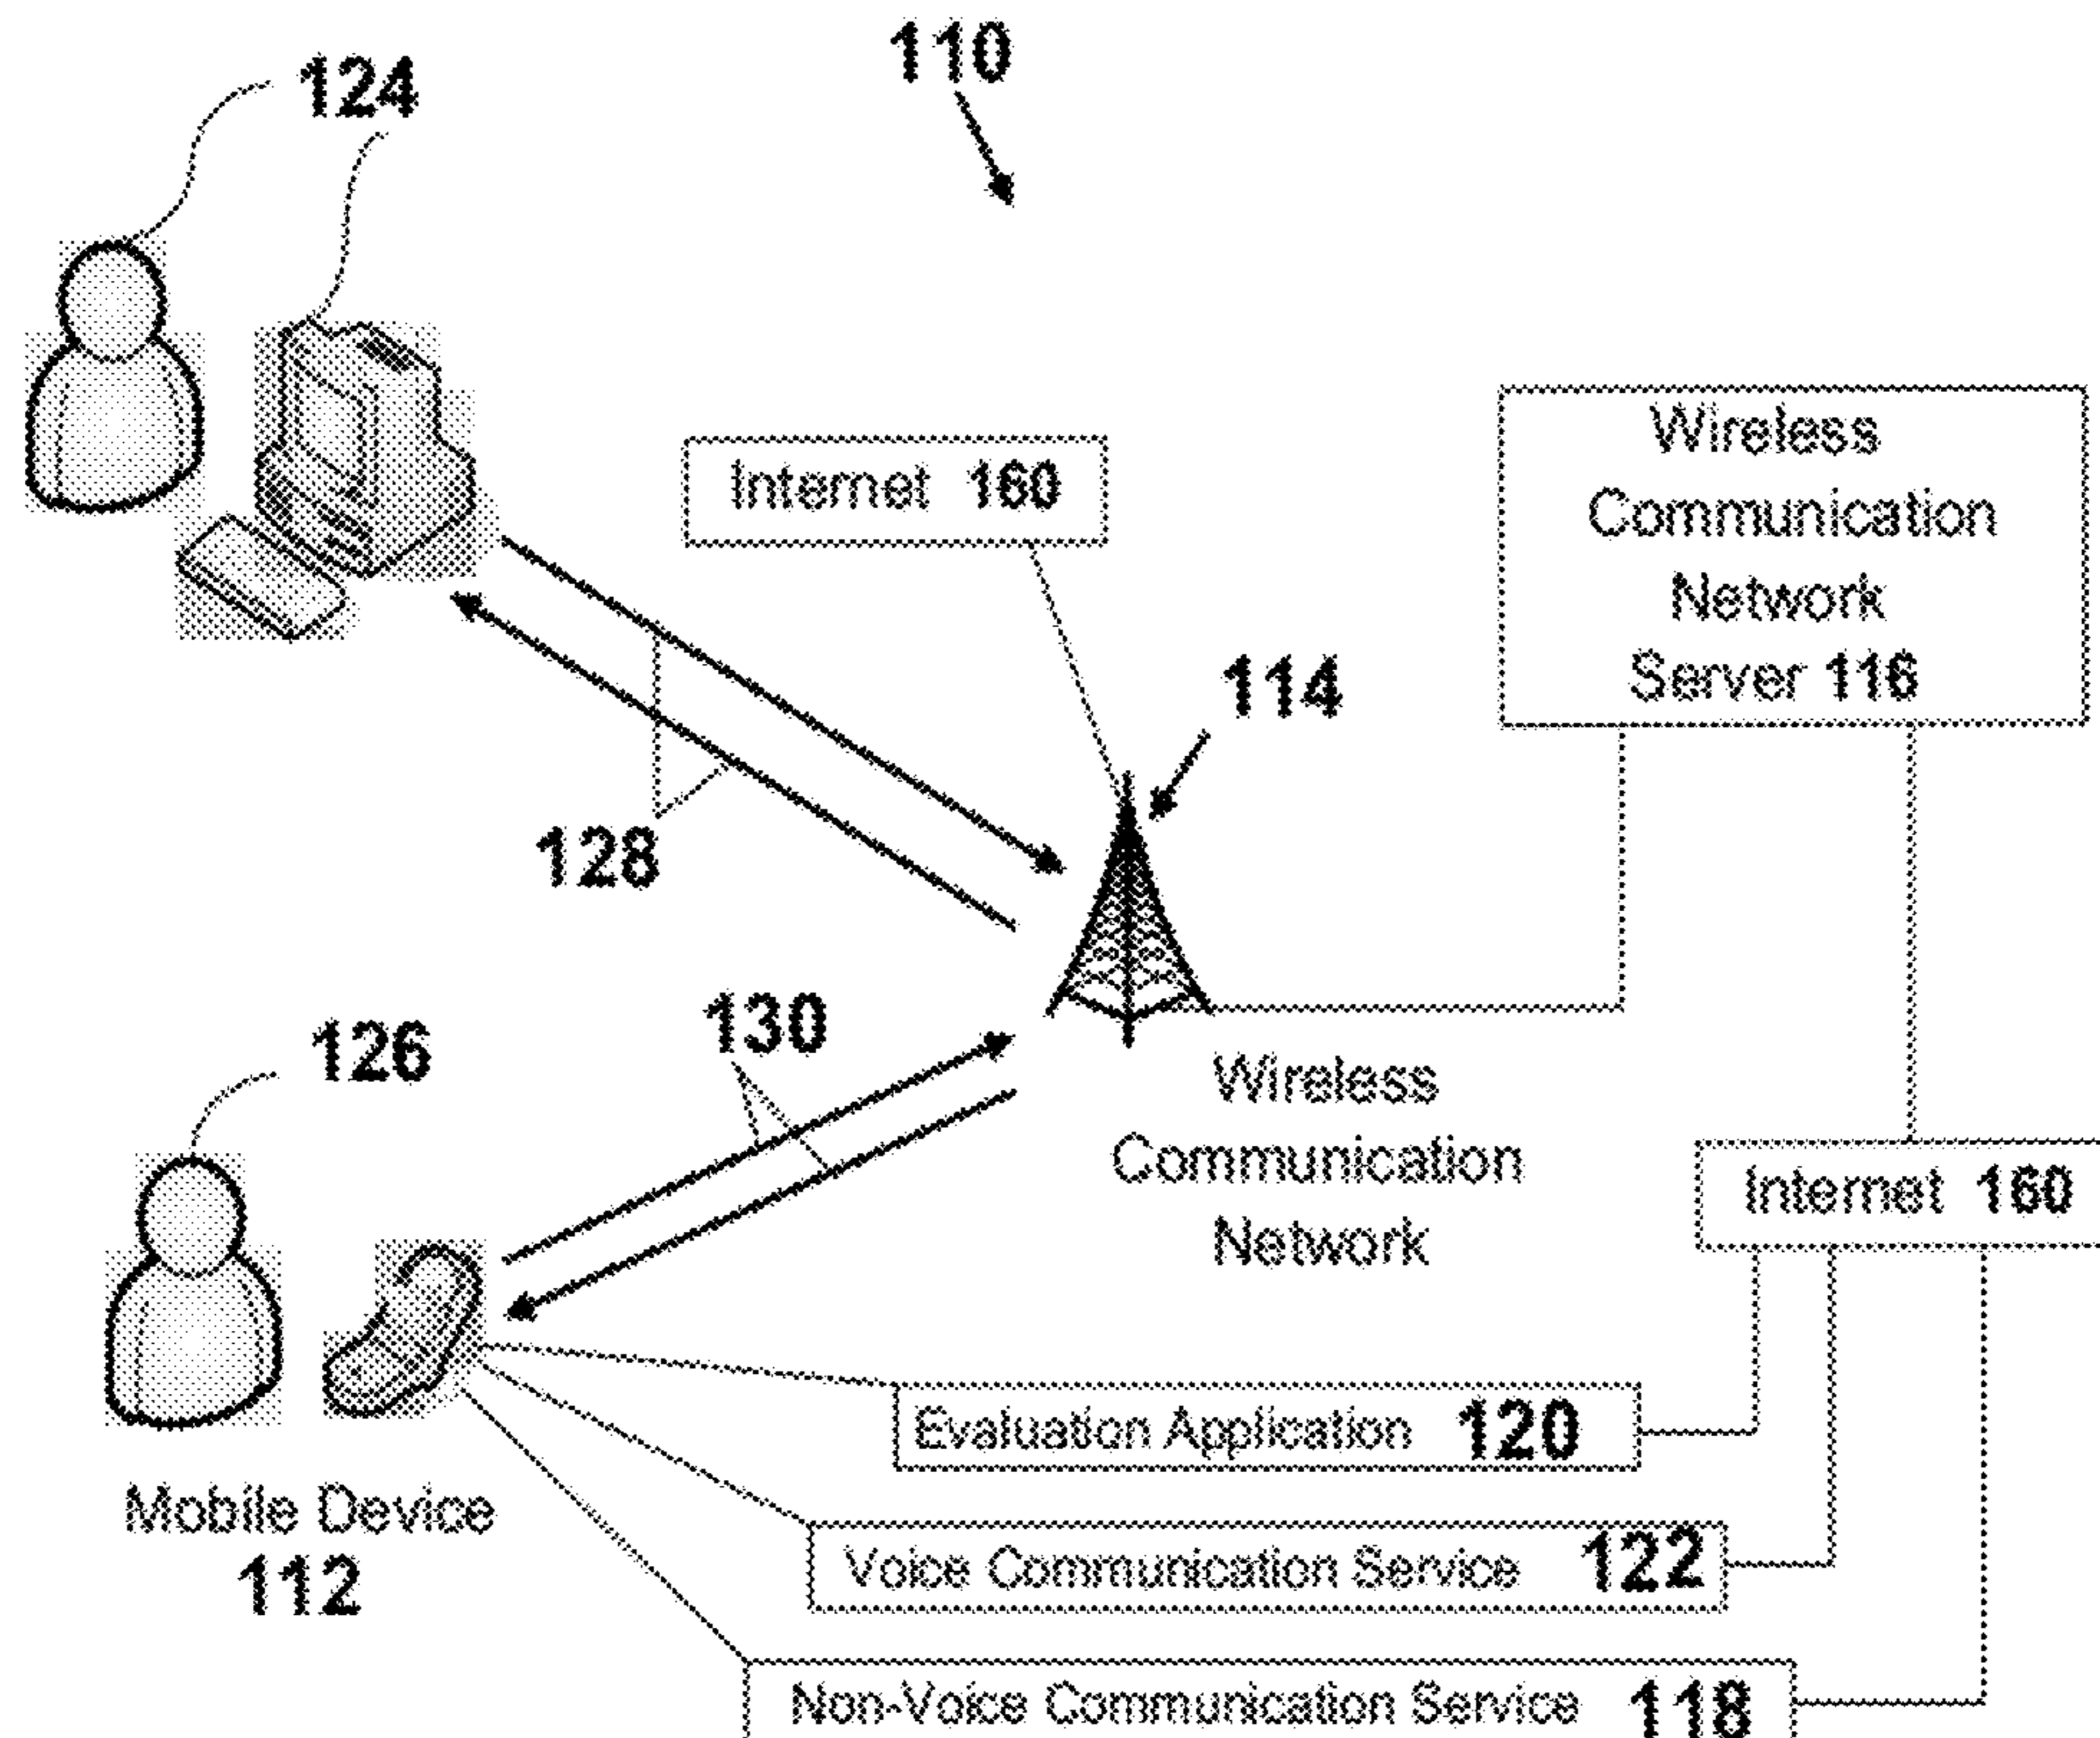 110
124
Internet 160
Wireless
Communication
Network
Server 116
114
128
130
126
Wireless
Communication
Network
Internet 160
Evaluation Application 120
Mobile Device
112
Voice Communication Service 122
Non-Voice Communication Service 118